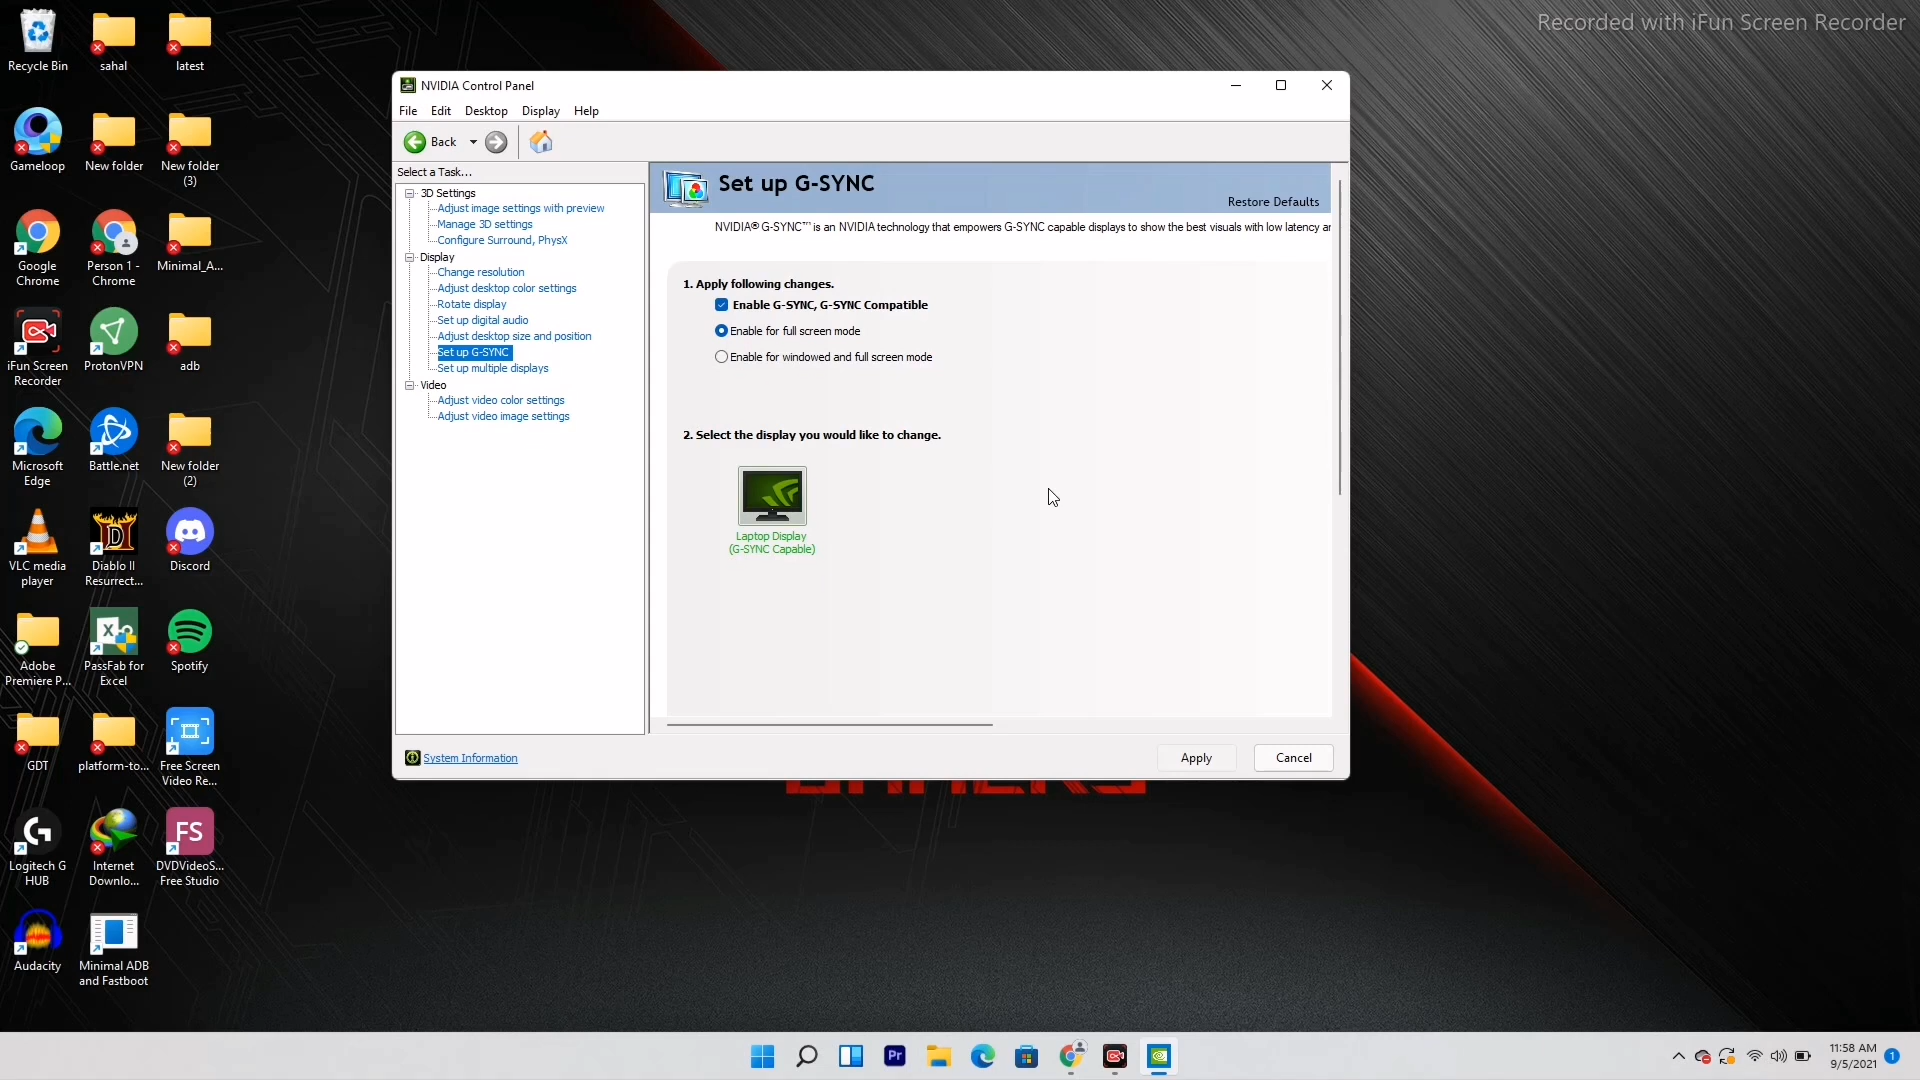 Recorded with iFun Screen Recorder
Recycle Bin
sahal
latest
Gameloop
New folder
New folder
(3)
Google
Chrome
Person 1 -
Chrome
Minimal_A...
iFun Screen
Recorder
ProtonVPN
adb
Microsoft
Edge
Battle.net
New folder
(2)
VLC media
player
Diablo II
Resurrect...
Discord
Adobe
Premiere P...
PassFab for
Excel
Spotify
GDT
platform-to...
Free Screen
Video Re...
Logitech G
HUB
Internet
Downlo...
FS
DVDVideoS...
Free Studio
Audacity
Minimal ADB
and Fastboot
NVIDIA Control Panel
File Edit Desktop Display Help
Back
Select a Task...
3D Settings
Adjust image settings with preview
Manage 3D settings
Configure Surround, PhysX
Display
Change resolution
Adjust desktop color settings
Rotate display
Set up digital audio
Adjust desktop size and position
Set up G-SYNC
Set up multiple displays
Video
Adjust video color settings
Adjust video image settings
System Information
Set up G-SYNC
Restore Defaults
NVIDIA® G-SYNC™ is an NVIDIA technology that empowers G-SYNC capable displays to show the best visuals with low latency ar
1. Apply following changes.
Enable G-SYNC, G-SYNC Compatible
Enable for full screen mode
Enable for windowed and full screen mode
2. Select the display you would like to change.
Laptop Display
(G-SYNC Capable)
Apply
Cancel
Pr
11:58 AM
9/5/2021
1